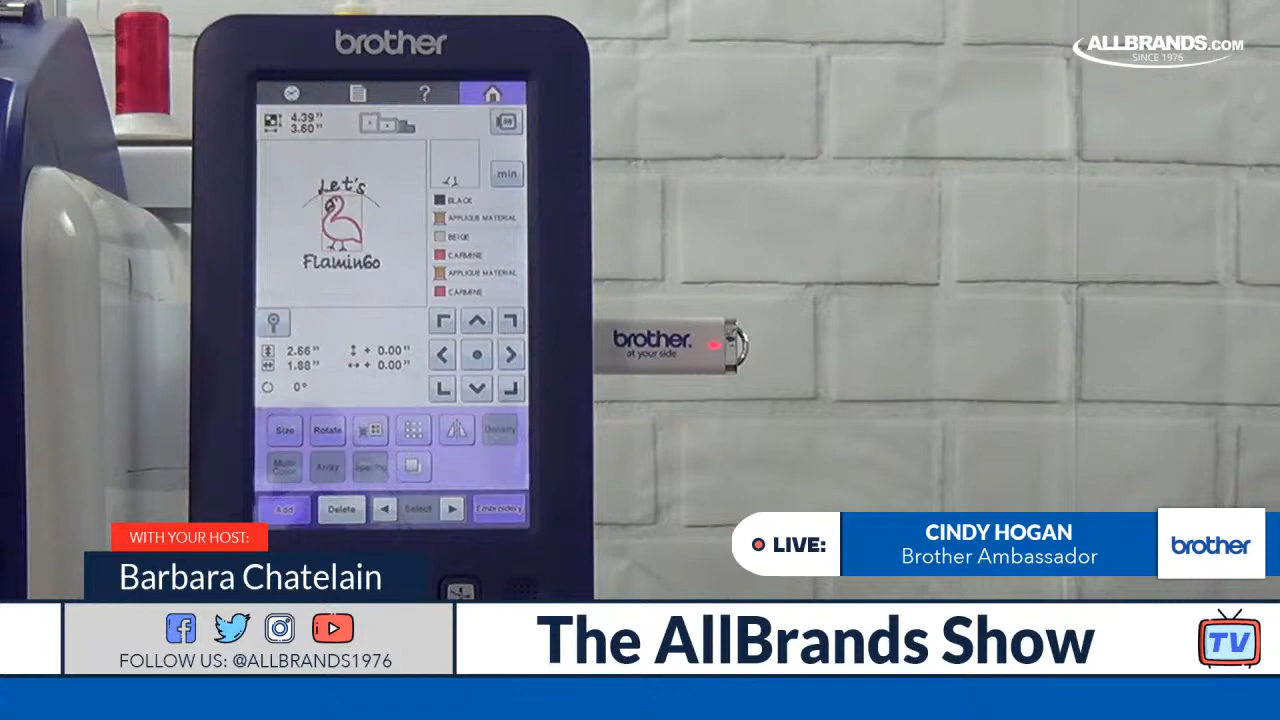 brother
ALLBRANDS.COM
SINCE 1976
?
4.39"
3.60"
min
Let's
FlaminGo
BLACK
APPLIQUE MATERIAL
BEIGE
CARMINE
APPLIQUE MATERIAL
CARMINE
brother.
at your side
2.66" + 0.00"
1.88" + 0.00"
0°
Size Rotate Density
Multi Color Array Spacing
Add Delete Select Embroidery
WITH YOUR HOST:
Barbara Chatelain
LIVE:
CINDY HOGAN
Brother Ambassador
brother
FOLLOW US: @ALLBRANDS1976
The AllBrands Show
TV